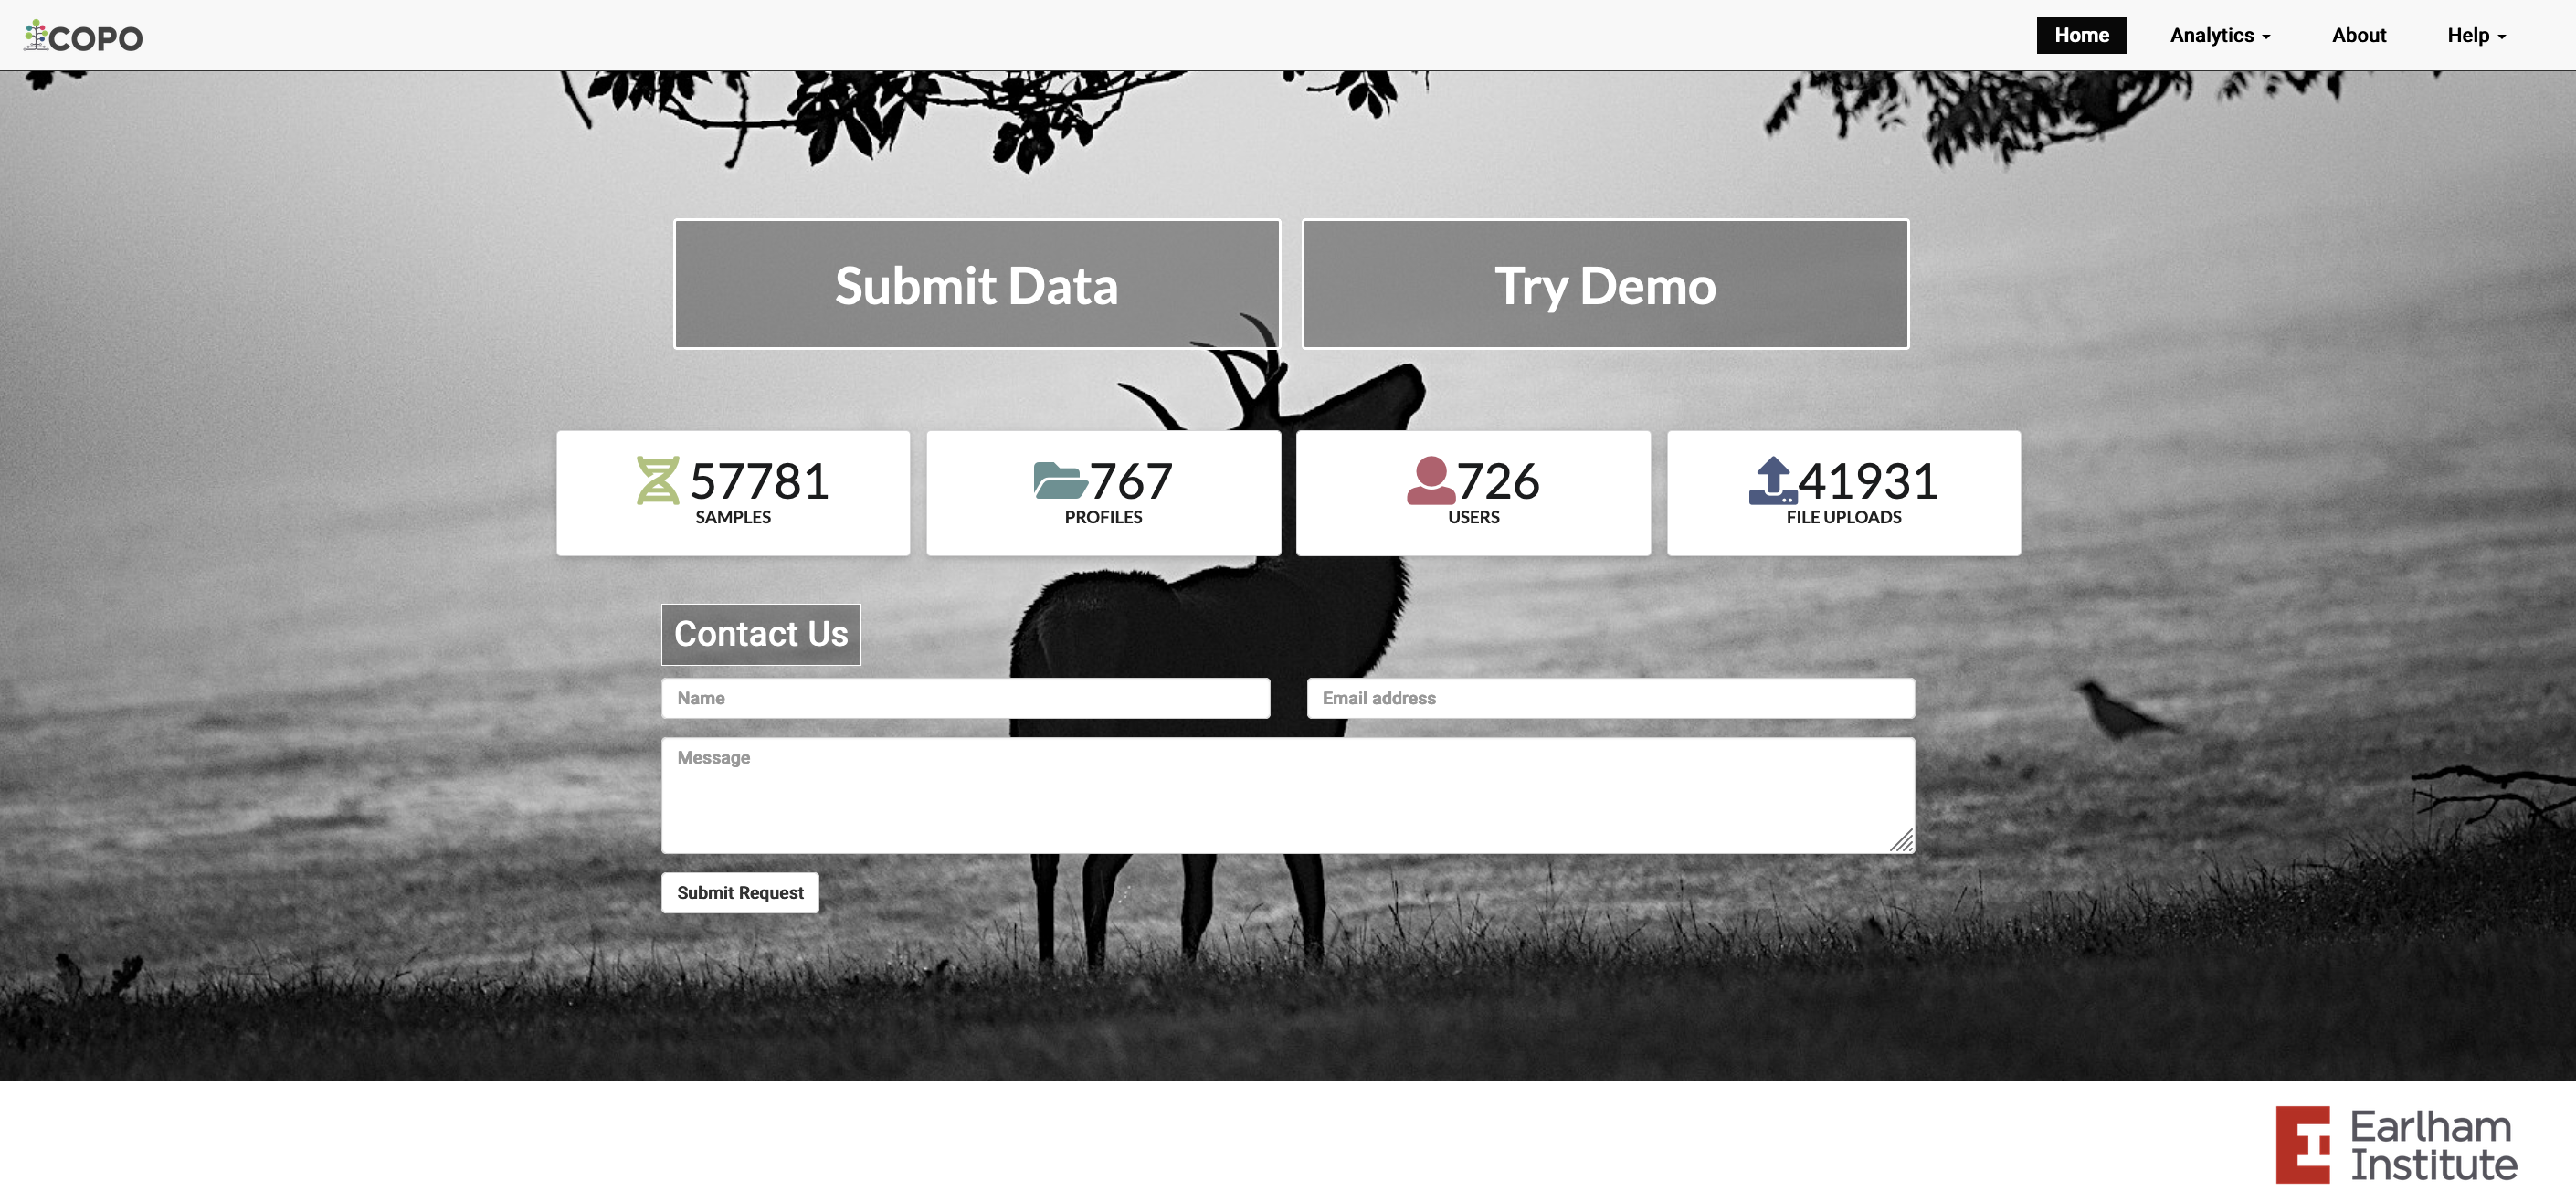 COPO
Home Analytics About Help
Submit Data
Try Demo
57781
SAMPLES
767
PROFILES
726
USERS
41931
FILE UPLOADS
Contact Us
Name
Email address
Message
Submit Request
Earlham
Institute